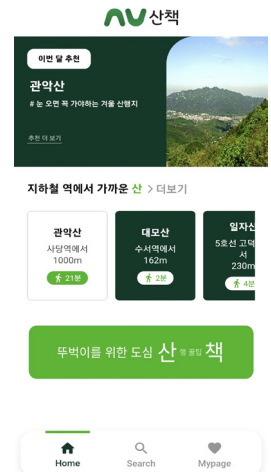 산책
이번 달 추천
관악산
# 눈 오면 꼭 가야하는 겨울 산행지
추천 더 보기
지하철 역에서 가까운 산 > 더보기
관악산
사당역에서
1000m
21분
대모산
수서역에서
162m
2분
일자산
5호선 고덕
서
230m
4분
뚜벅이를 위한 도심 산 행 꿀팁 책
Home
Search
Mypage